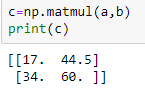 c=np.matmul(a,b)
print(c)
[[17. 44.5]
[34. 60. ]]